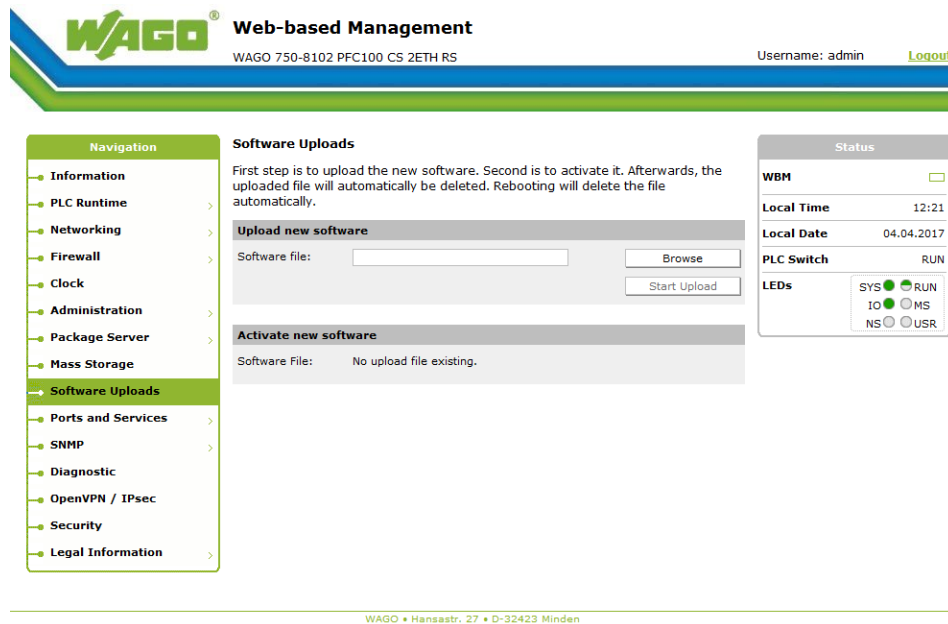 WAGO®
Web-based Management
WAGO 750-8102 PFC100 CS 2ETH RS
Username: admin
Logout
Navigation
Information
PLC Runtime
Networking
Firewall
Clock
Administration
Package Server
Mass Storage
Software Uploads
Ports and Services
SNMP
Diagnostic
OpenVPN / IPsec
Security
Legal Information
Software Uploads
First step is to upload the new software. Second is to activate it. Afterwards, the
uploaded file will automatically be deleted. Rebooting will delete the file
automatically.
Upload new software
Software file:
Browse
Start Upload
Activate new software
Software File: No upload file existing.
Status
WBM
Local Time 12:21
Local Date 04.04.2017
PLC Switch RUN
LEDs
SYS RUN
IO MS
NS USR
WAGO • Hansastr. 27 • D-32423 Minden